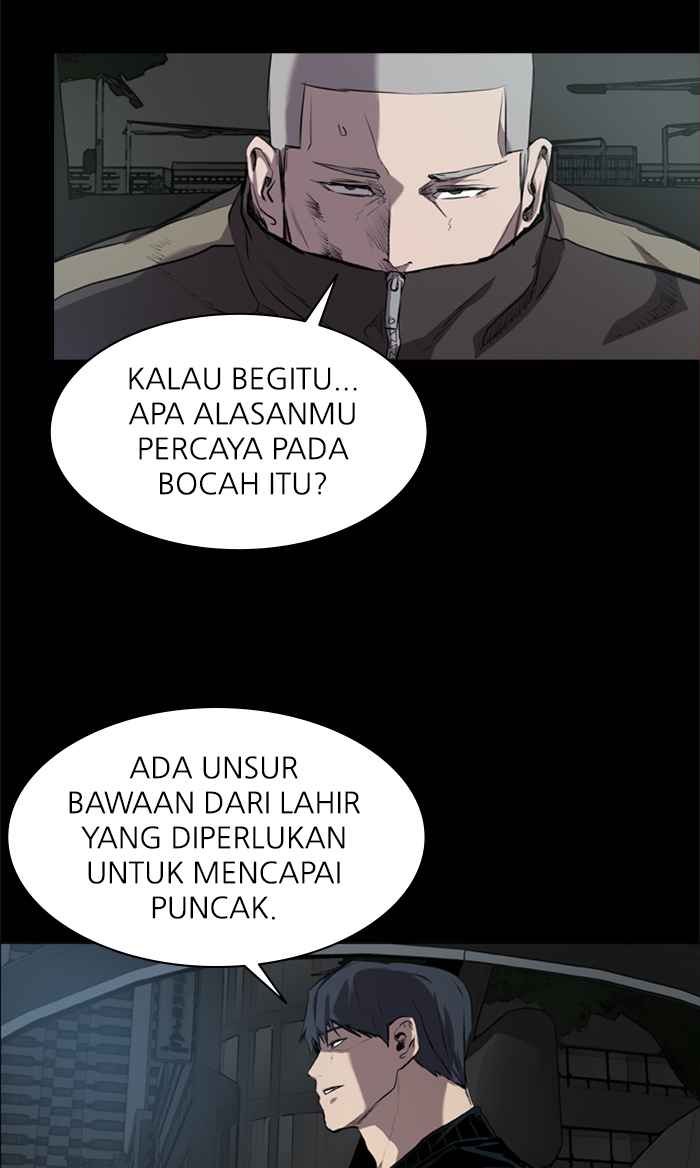 KALAU BEGITU...
APA ALASANMU
PERCAYA PADA
BOCAH ITU?
ADA UNSUR
BAWAAN DARI LAHIR
YANG DIPERLUKAN
UNTUK MENCAPAI
PUNCAK.